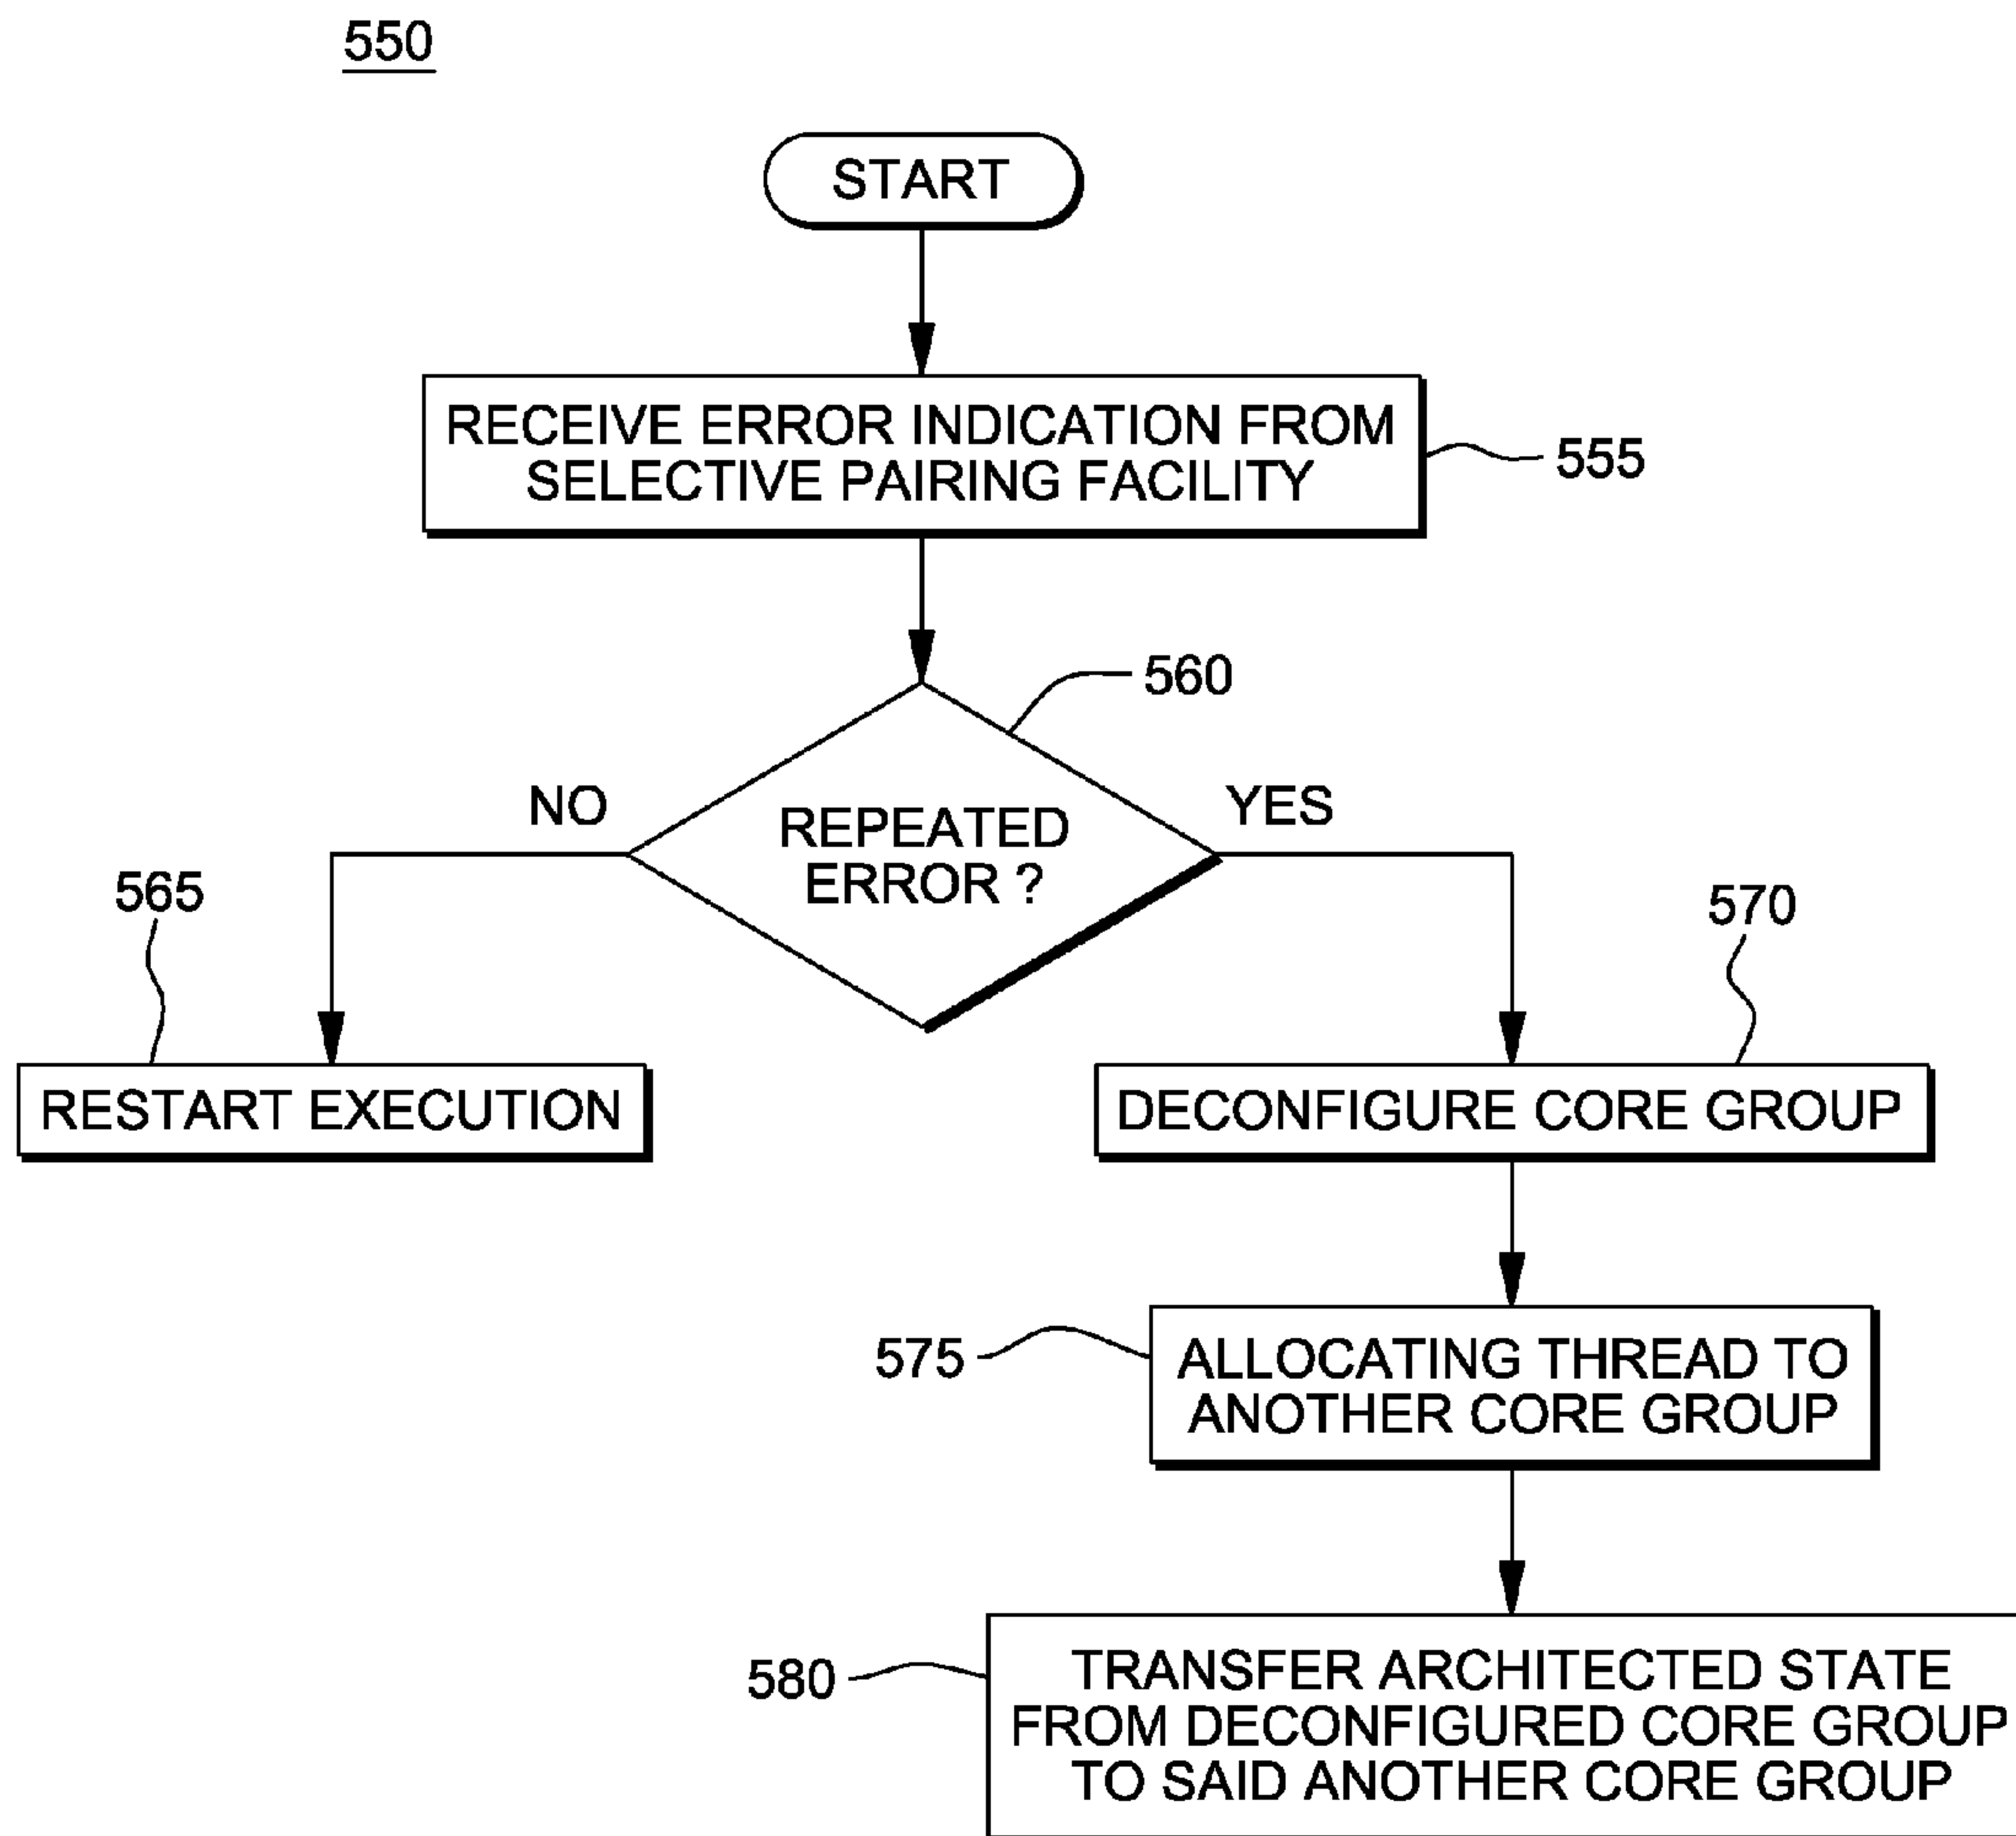 550
START
RECEIVE ERROR INDICATION FROM
SELECTIVE PAIRING FACILITY
555
560
NO
REPEATED
ERROR ?
YES
565
570
RESTART EXECUTION
DECONFIGURE CORE GROUP
575
ALLOCATING THREAD TO
ANOTHER CORE GROUP
580
TRANSFER ARCHITECTED STATE
FROM DECONFIGURED CORE GROUP
TO SAID ANOTHER CORE GROUP